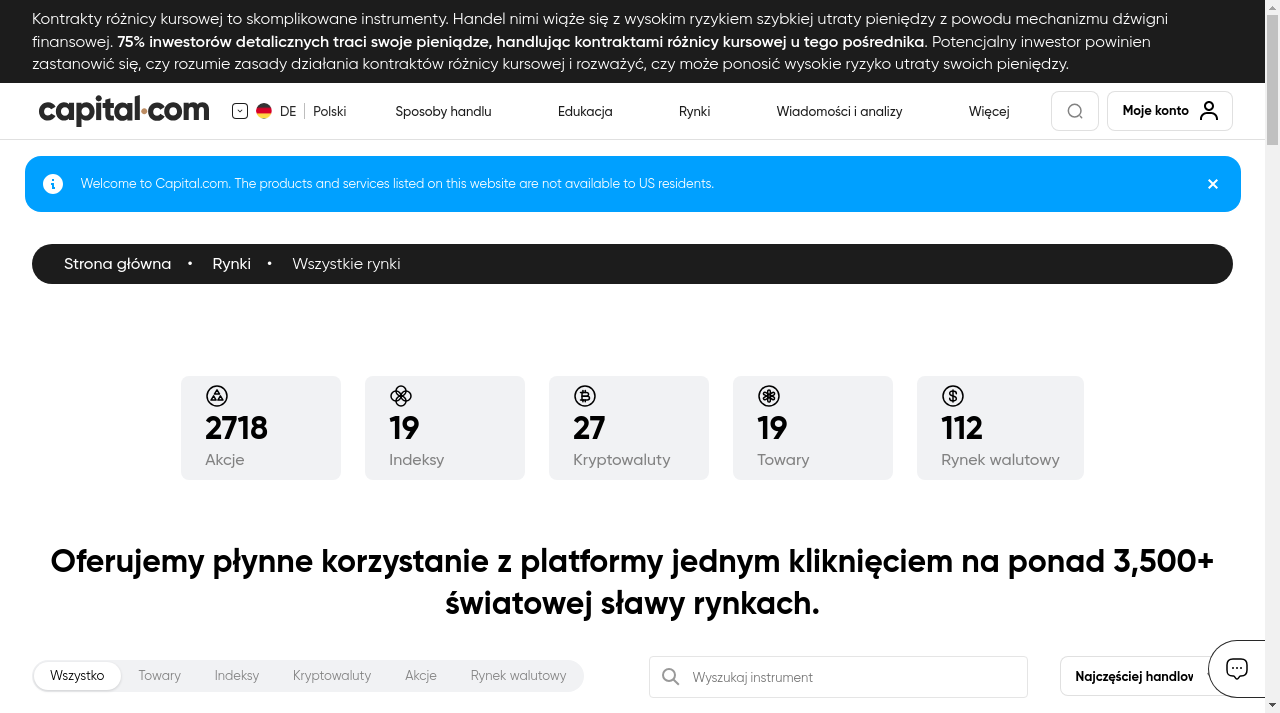 Kontrakty różnicy kursowej to skomplikowane instrumenty. Handel nimi wiąże się z wysokim ryzykiem szybkiej utraty pieniędzy z powodu mechanizmu dźwigni
finansowej. 75% inwestorów detalicznych traci swoje pieniądze, handlując kontraktami różnicy kursowej u tego pośrednika. Potencjalny inwestor powinien
zastanowić się, czy rozumie zasady działania kontraktów różnicy kursowej i rozważyć, czy może ponosić wysokie ryzyko utraty swoich pieniędzy.
capital.com DE Polski Sposoby handlu Edukacja Rynki Wiadomości i analizy Więcej Moje konto
Welcome to Capital.com. The products and services listed on this website are not available to US residents.
Strona główna • Rynki • Wszystkie rynki
2718 19 27 19 112
Akcje Indeksy Kryptowaluty Towary Rynek walutowy
Oferujemy płynne korzystanie z platformy jednym kliknięciem na ponad 3,500+
światowej sławy rynkach.
Wszystko Towary Indeksy Kryptowaluty Akcje Rynek walutowy Wyszukaj instrument Najczęściej handlow